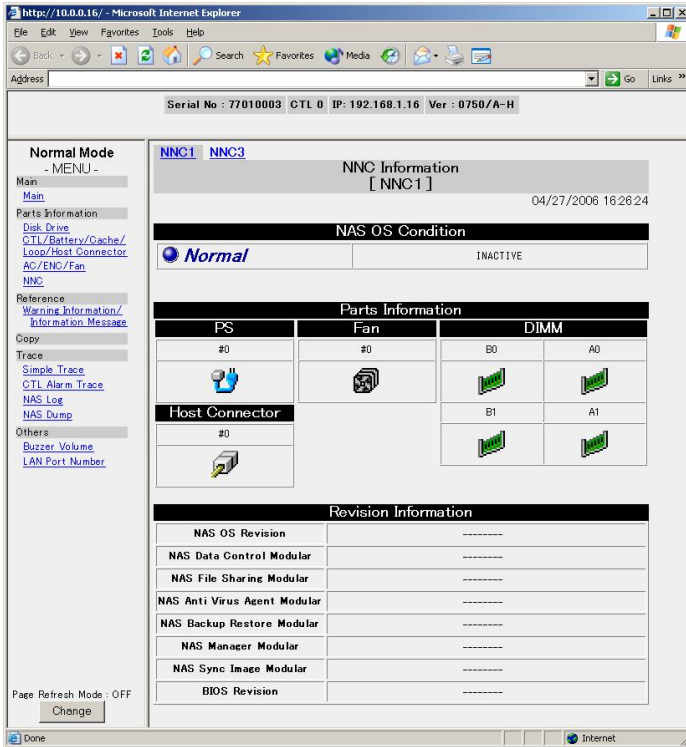 http://10.0.0.16/ - Microsoft Internet Explorer
File Edit View Favorites Tools Help
Back Search Favorites Media
Address Go Links »
Serial No : 77010003 CTL 0 IP: 192.168.1.16 Ver : 0750/A-H
Normal Mode
- MENU -
Main
Main
Parts Information
Disk Drive
CTL/Battery/Cache/
Loop/Host Connector
AC/ENC/Fan
NNC
Reference
Warning Information/
Information Message
Copy
Trace
Simple Trace
CTL Alarm Trace
NAS Log
NAS Dump
Others
Buzzer Volume
LAN Port Number
Page Refresh Mode : OFF
Change
NNC1 NNC3
NNC Information
[ NNC1 ]
04/27/2006 16:26:24
NAS OS Condition
Normal INACTIVE
Parts Information
PS Fan DIMM
#0 #0 B0 A0
Host Connector B1 A1
#0
Revision Information
NAS OS Revision --------
NAS Data Control Modular --------
NAS File Sharing Modular --------
NAS Anti Virus Agent Modular --------
NAS Backup Restore Modular --------
NAS Manager Modular --------
NAS Sync Image Modular --------
BIOS Revision --------
Done Internet